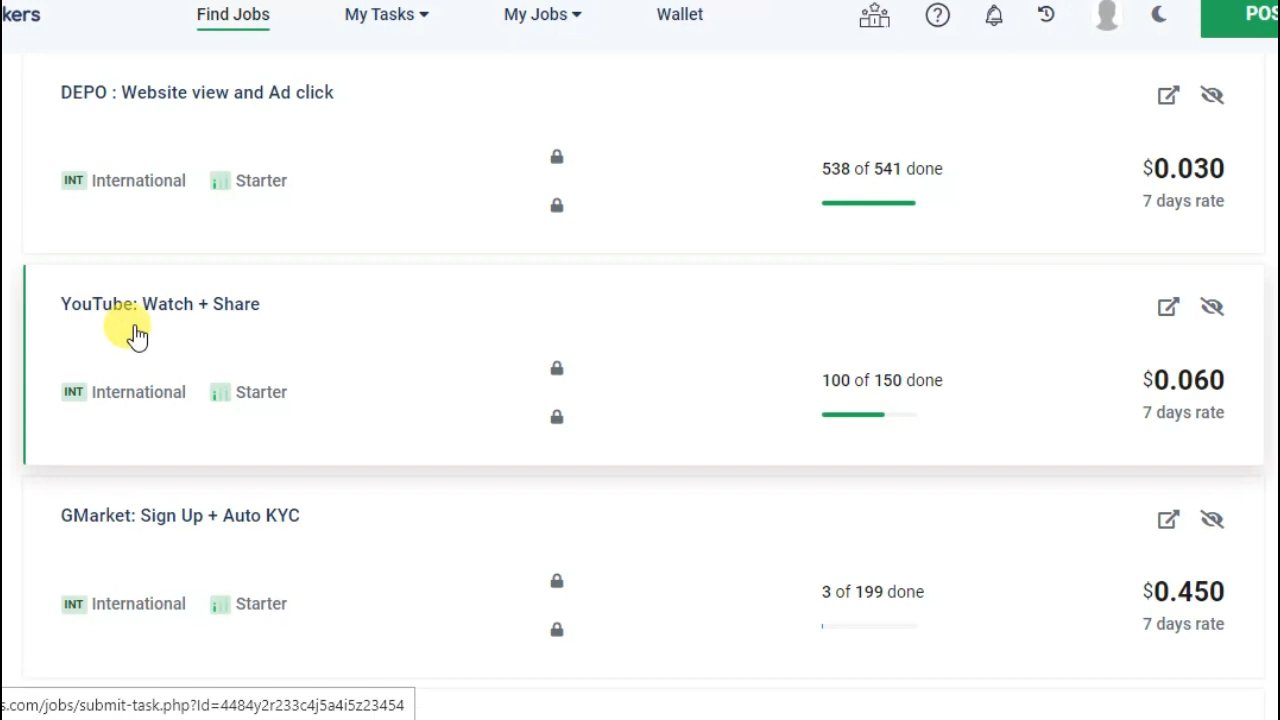 kers
Find Jobs
My Tasks
My Jobs
Wallet
POS
DEPO : Website view and Ad click
INT International
Starter
538 of 541 done
$0.030
7 days rate
YouTube: Watch + Share
INT International
Starter
100 of 150 done
$0.060
7 days rate
GMarket: Sign Up + Auto KYC
INT International
Starter
3 of 199 done
$0.450
7 days rate
s.com/jobs/submit-task.php?Id=4484y2r233c4j5a4i5z23454